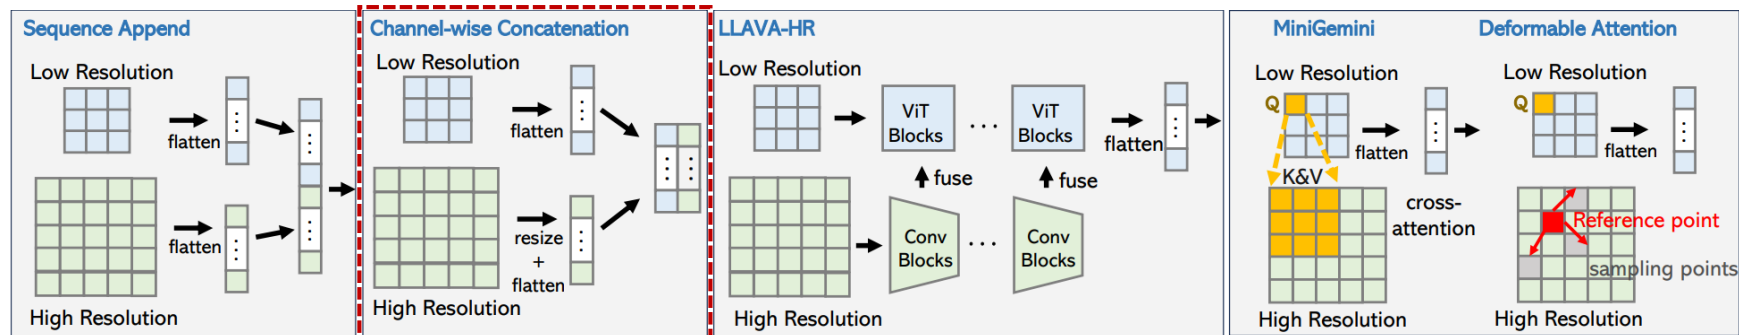 Sequence Append
Low Resolution
flatten
flatten
High Resolution
Channel-wise Concatenation
Low Resolution
flatten
resize
+
flatten
High Resolution
LLAVA-HR
Low Resolution
ViT
Blocks
...
ViT
Blocks
flatten
fuse
fuse
Conv
Blocks
...
Conv
Blocks
High Resolution
MiniGemini
Low Resolution
Q
flatten
K&V
cross-
attention
High Resolution
Deformable Attention
Low Resolution
Q
flatten
Reference point
sampling points
High Resolution